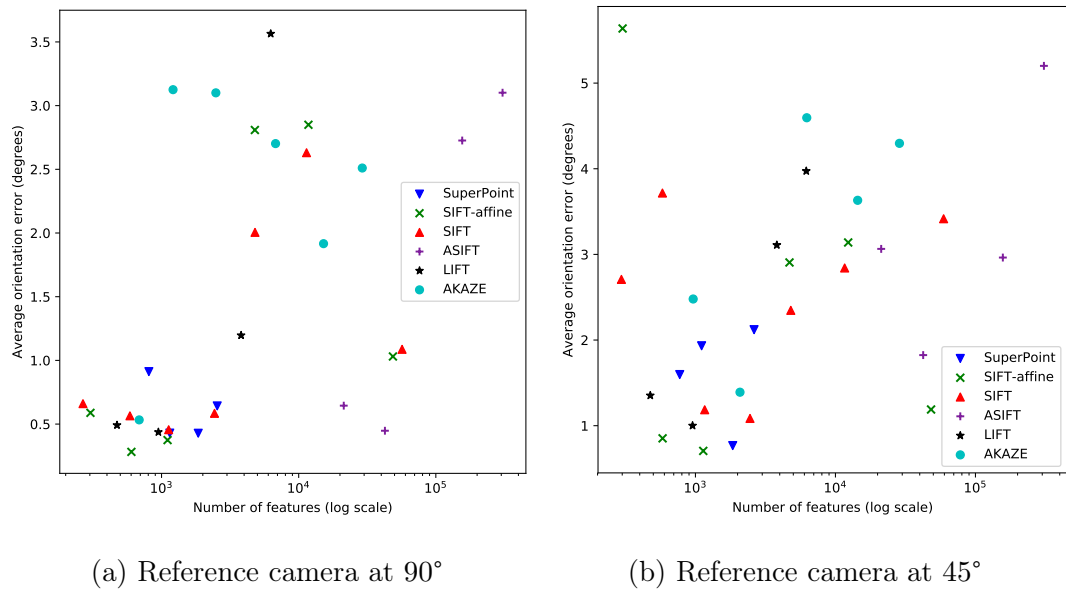 3.5
3.0
2.5
2.0
1.5
1.0
0.5
Average orientation error (degrees)
SuperPoint
SIFT-affine
SIFT
ASIFT
LIFT
AKAZE
10³ 10⁴ 10⁵
Number of features (log scale)
(a) Reference camera at 90°
5
4
3
2
1
Average orientation error (degrees)
SuperPoint
SIFT-affine
SIFT
ASIFT
LIFT
AKAZE
10³ 10⁴ 10⁵
Number of features (log scale)
(b) Reference camera at 45°